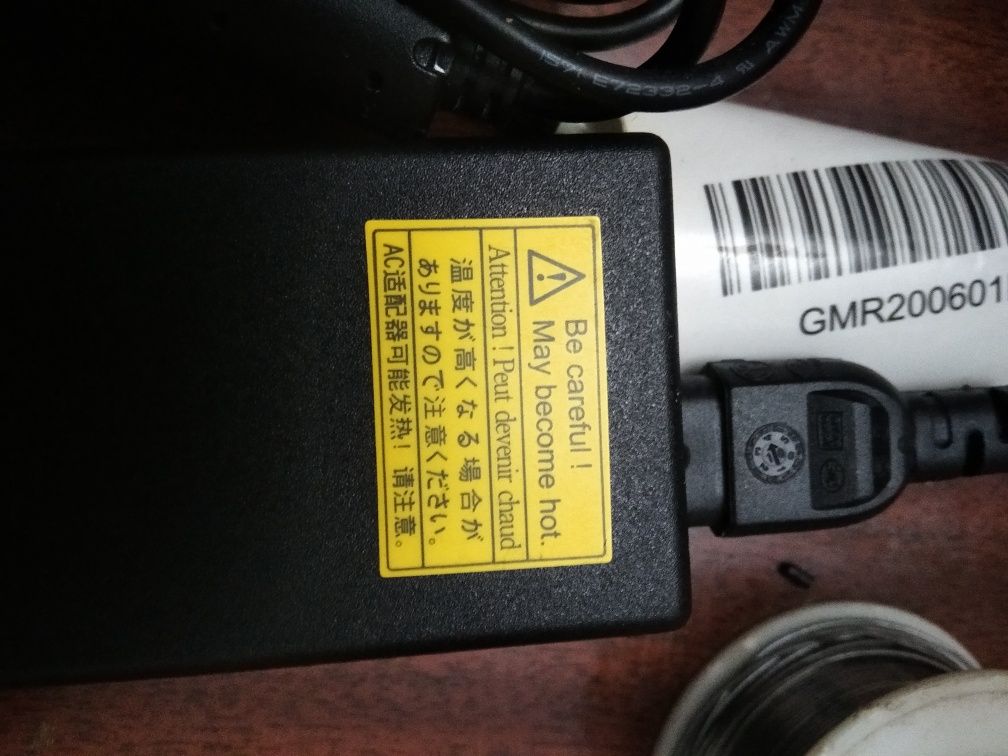 Be careful !
May become hot.
Attention ! Peut devenir chaud
温度が高くなる場合が
ありますので注意ください。
AC适配器可能发热! 请注意。
GMR200601
E72332-A
AWM